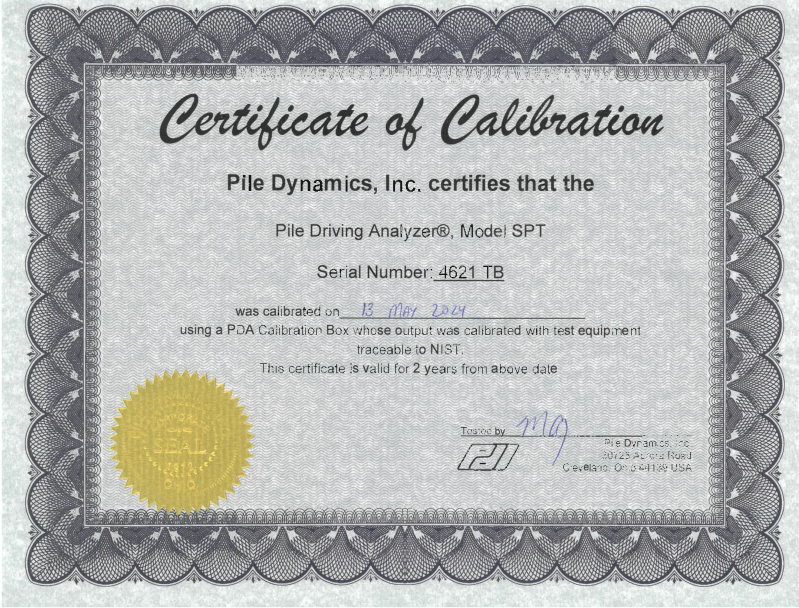 Certificate of Calibration
Pile Dynamics, Inc. certifies that the
Pile Driving Analyzer®, Model SPT
Serial Number: 4621 TB
was calibrated on 13 MAY 2024
using a PDA Calibration Box whose output was calibrated with test equipment
traceable to NIST.
This certificate is valid for 2 years from above date
Tested by
Pile Dynamics, Inc.
30725 Aurora Road
Cleveland, Ohio 44139 USA
PDI
SEAL